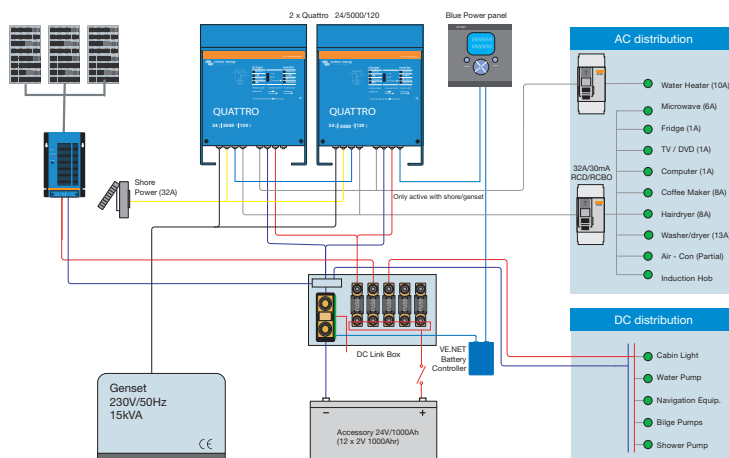 2 x Quattro 24/5000/120
Blue Power panel
AC distribution
QUATTRO
QUATTRO
Water Heater (10A)
Microwave (6A)
Fridge (1A)
TV / DVD (1A)
Computer (1A)
Coffee Maker (8A)
Hairdryer (8A)
Washer/dryer (13A)
Air - Con (Partial)
Induction Hob
32A/30mA
RCD/RCBO
Shore
Power (32A)
Only active with shore/genset
DC Link Box
VE.NET
Battery
Controller
DC distribution
Cabin Light
Water Pump
Navigation Equip.
Bilge Pumps
Shower Pump
Genset
230V/50Hz
15kVA
CE
− +
Accessory 24V/1000Ah
(12 x 2V 1000Ahr)